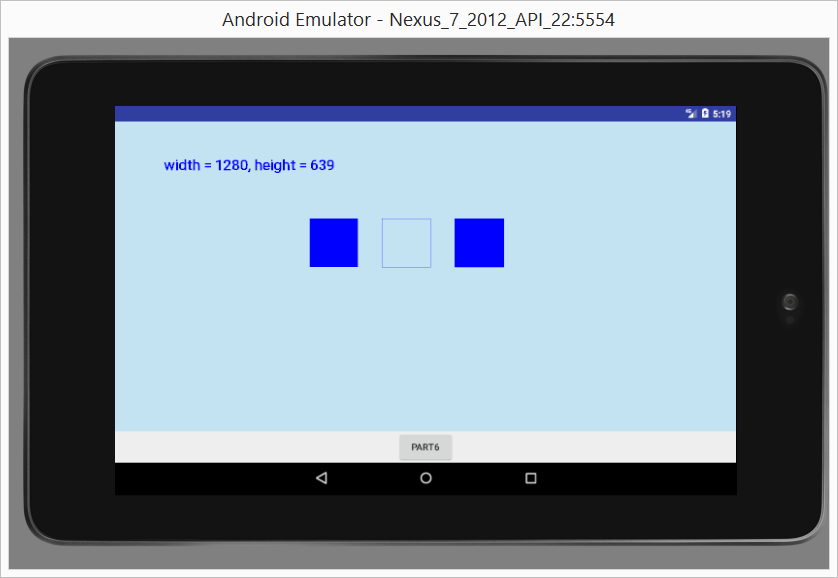 Android Emulator - Nexus_7_2012_API_22:5554
5:19
width = 1280, height = 639
PART6